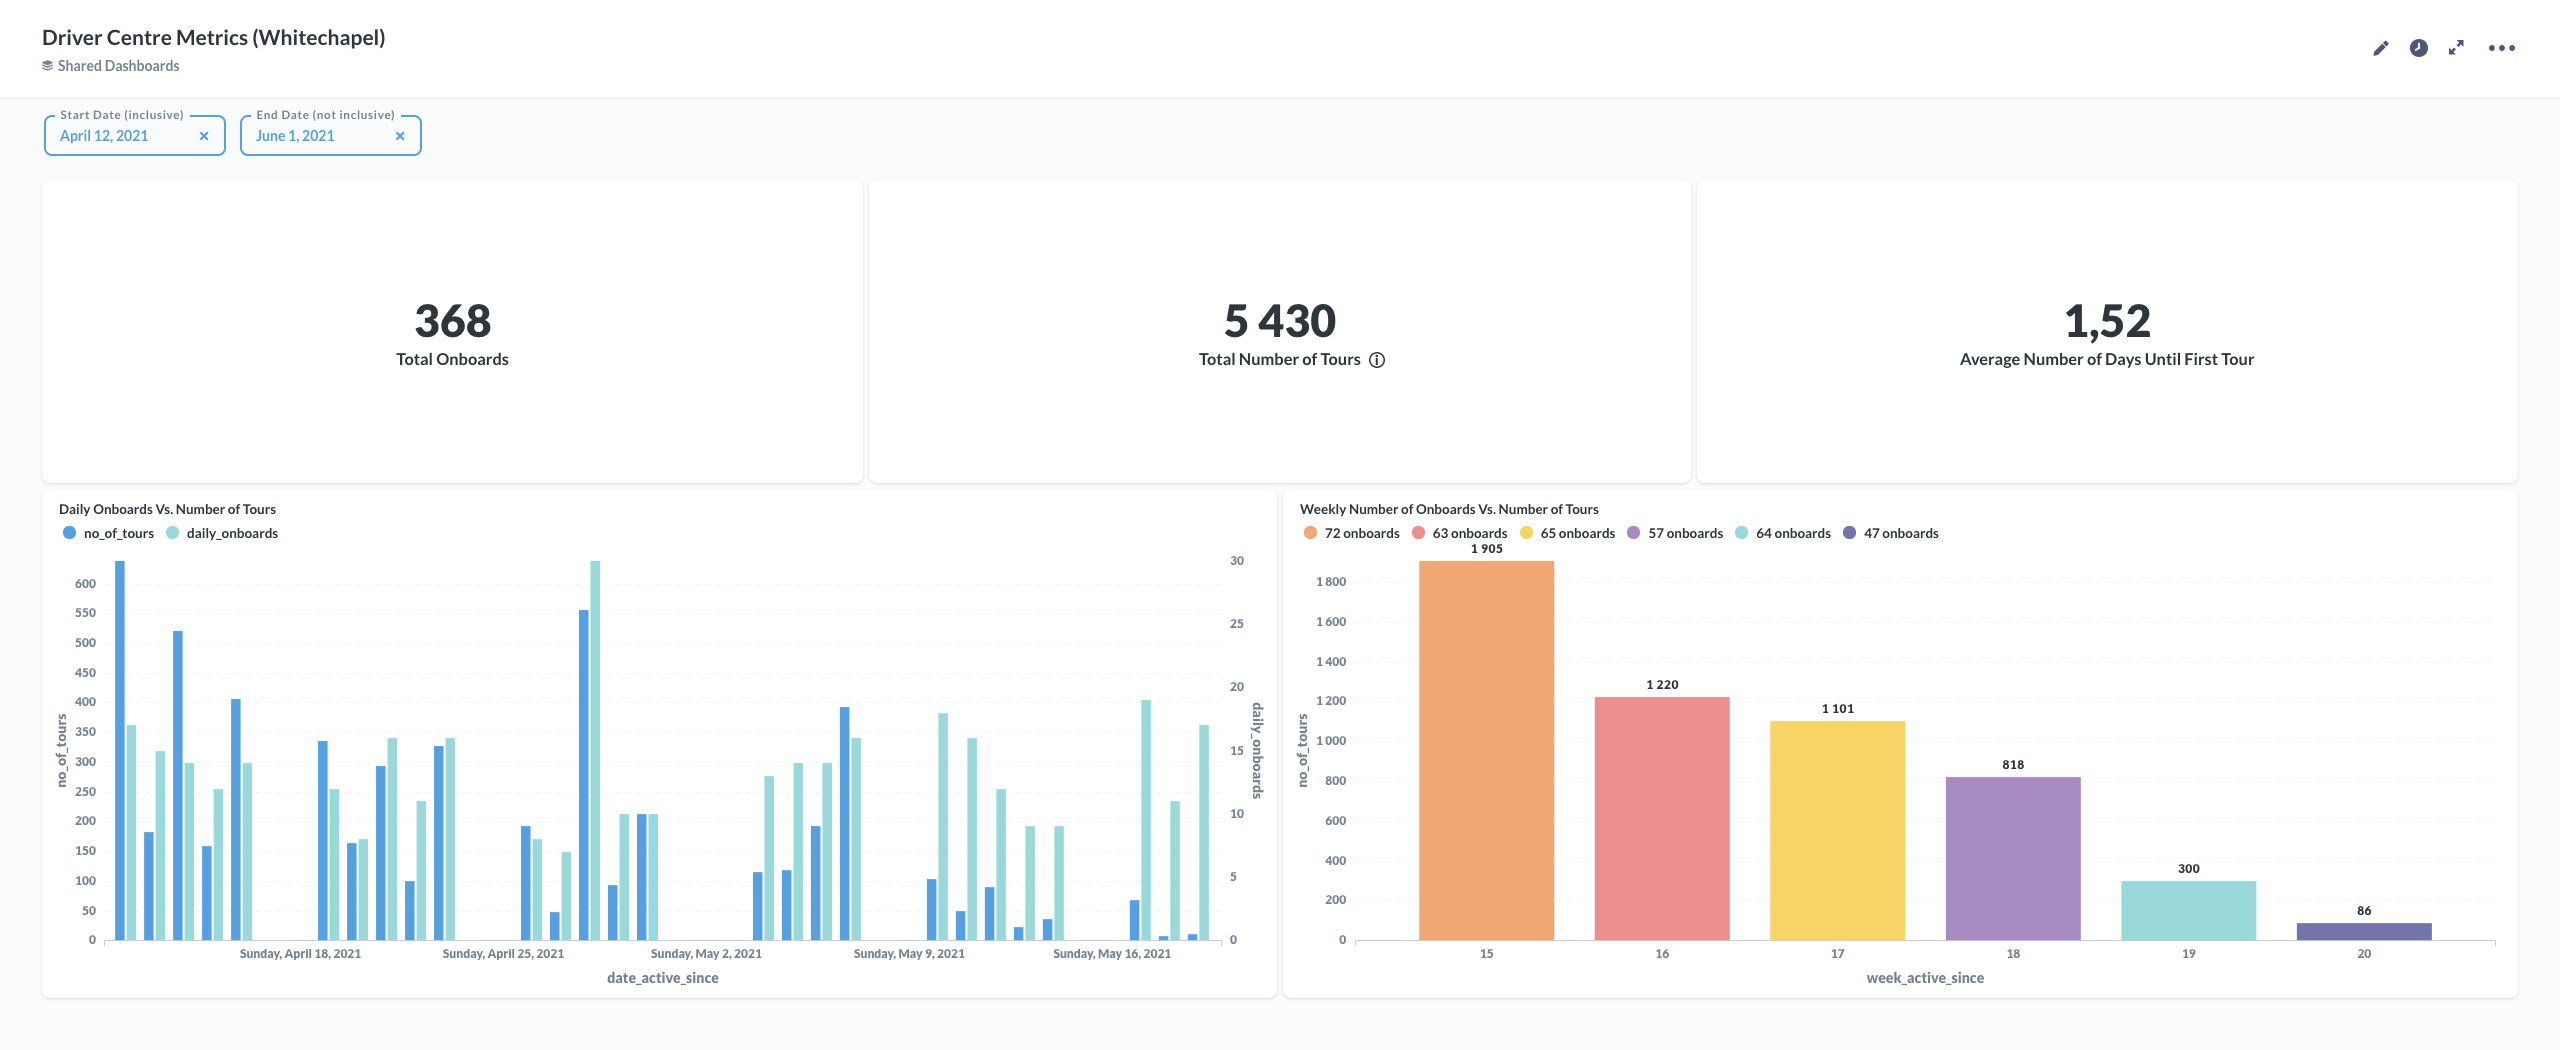 Driver Centre Metrics (Whitechapel)
Shared Dashboards
Start Date (inclusive)
April 12, 2021
End Date (not inclusive)
June 1, 2021
368
Total Onboards
5 430
Total Number of Tours
1,52
Average Number of Days Until First Tour
Daily Onboards Vs. Number of Tours
no_of_tours
daily_onboards
600
550
500
450
400
350
300
250
200
150
100
50
0
no_of_tours
30
25
20
15
10
5
0
daily_onboards
Sunday, April 18, 2021
Sunday, April 25, 2021
Sunday, May 2, 2021
Sunday, May 9, 2021
Sunday, May 16, 2021
date_active_since
Weekly Number of Onboards Vs. Number of Tours
72 onboards
63 onboards
65 onboards
57 onboards
64 onboards
47 onboards
1 800
1 600
1 400
1 200
1 000
800
600
400
200
0
no_of_tours
1 905
1 220
1 101
818
300
86
15
16
17
18
19
20
week_active_since